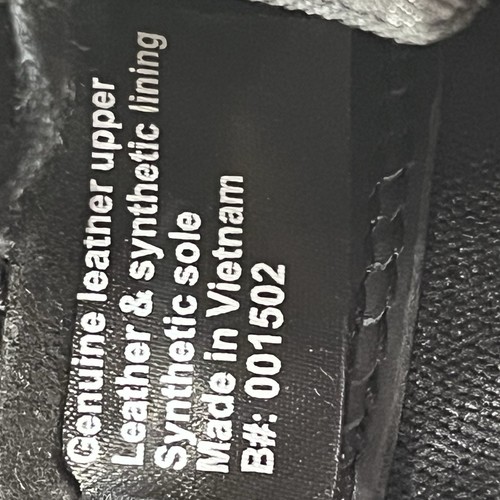 Genuine leather upper
Leather & synthetic lining
Synthetic sole
Made in Vietnam
B#: 001502